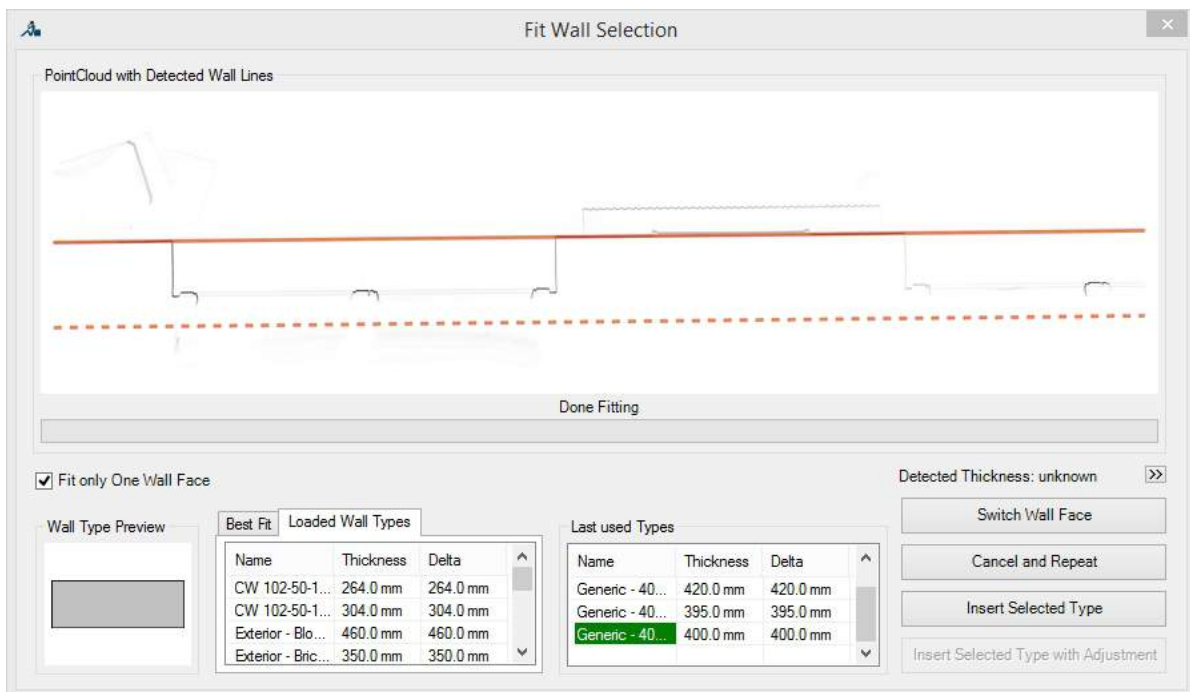 Fit Wall Selection
PointCloud with Detected Wall Lines
Done Fitting
Fit only One Wall Face
Detected Thickness: unknown
>>
Wall Type Preview
Best Fit Loaded Wall Types
Name Thickness Delta
CW 102-50-1... 264.0 mm 264.0 mm
CW 102-50-1... 304.0 mm 304.0 mm
Exterior - Blo... 460.0 mm 460.0 mm
Exterior - Bric... 350.0 mm 350.0 mm
Last used Types
Name Thickness Delta
Generic - 40... 420.0 mm 420.0 mm
Generic - 40... 395.0 mm 395.0 mm
Generic - 40... 400.0 mm 400.0 mm
Switch Wall Face
Cancel and Repeat
Insert Selected Type
Insert Selected Type with Adjustment